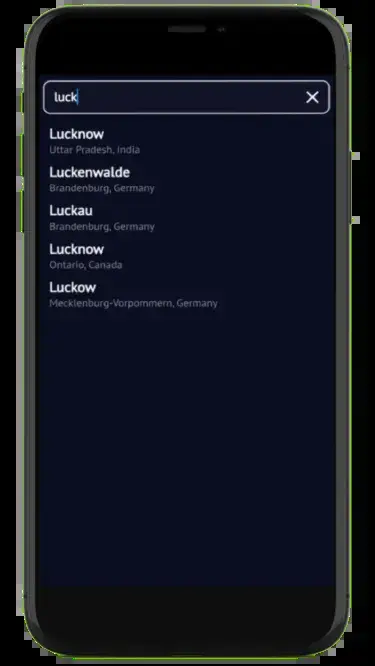 luck
Lucknow
Uttar Pradesh, India
Luckenwalde
Brandenburg, Germany
Luckau
Brandenburg, Germany
Lucknow
Ontario, Canada
Luckow
Mecklenburg-Vorpommern, Germany